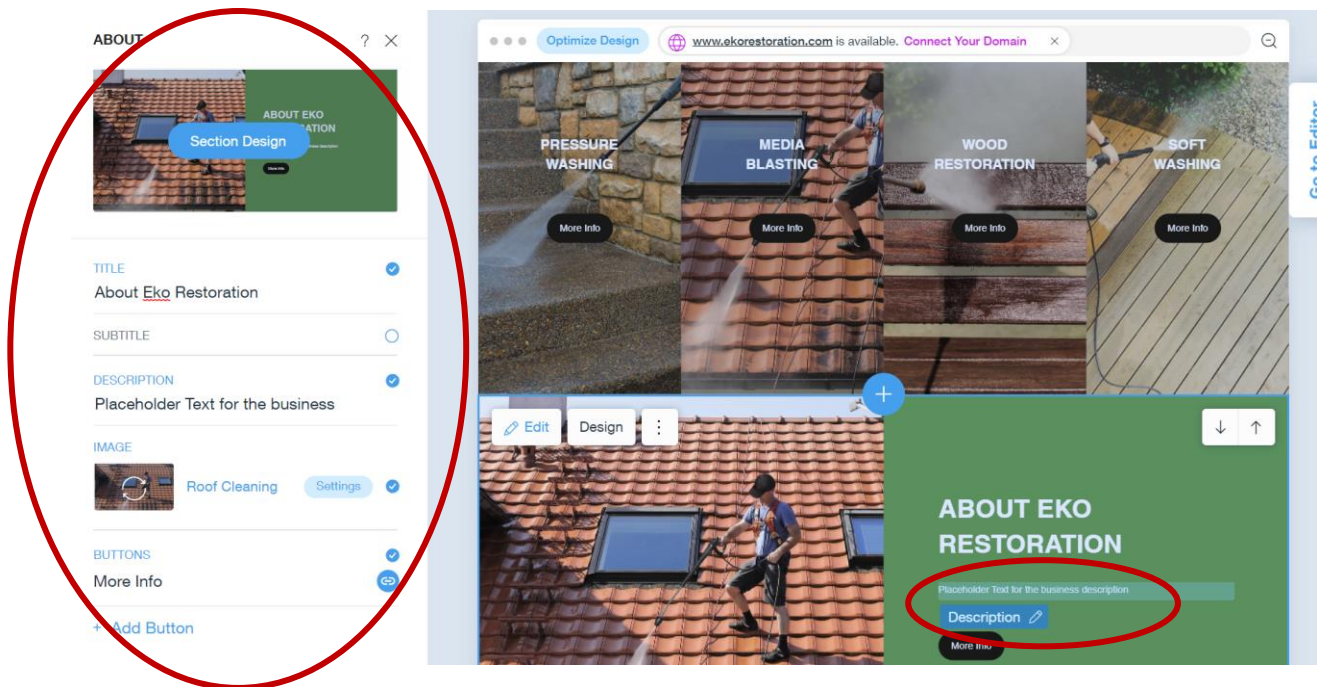 ABOUT
?
Section Design
ABOUT EKO
More Info
TITLE
About Eko Restoration
SUBTITLE
DESCRIPTION
Placeholder Text for the business
IMAGE
Roof Cleaning
Settings
BUTTONS
More Info
+ Add Button
Optimize Design
www.ekorestoration.com is available. Connect Your Domain
Go to Editor
PRESSURE
WASHING
More Info
MEDIA
BLASTING
More Info
WOOD
RESTORATION
More Info
SOFT
WASHING
More Info
Edit
Design
ABOUT EKO
RESTORATION
Placeholder Text for the business description
Description
More Info